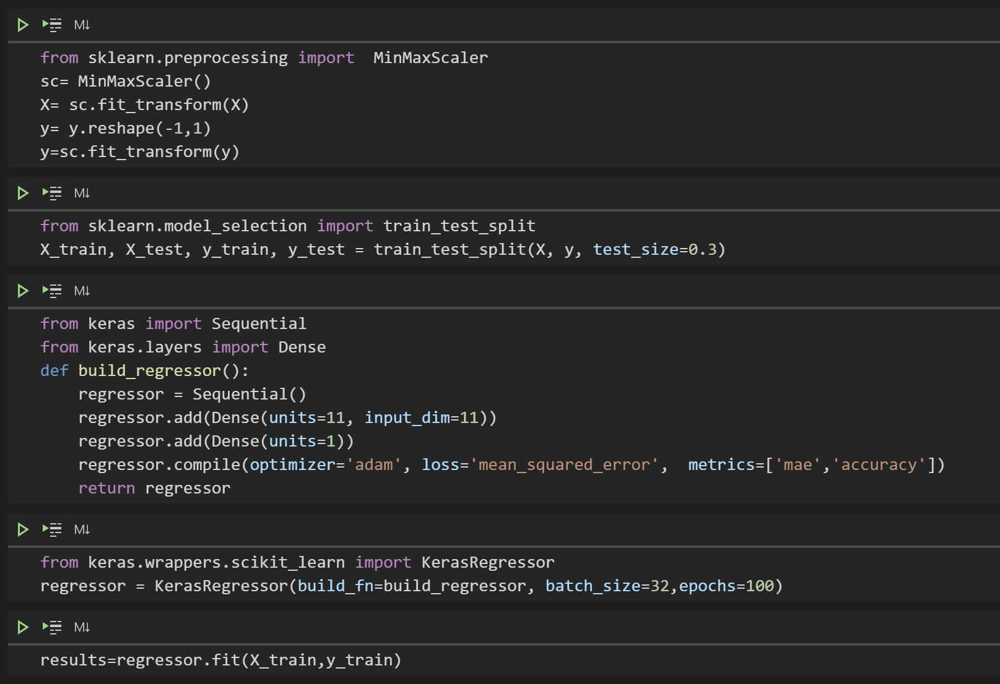 M↓
from sklearn.preprocessing import  MinMaxScaler
sc= MinMaxScaler()
X= sc.fit_transform(X)
y= y.reshape(-1,1)
y=sc.fit_transform(y)
M↓
from sklearn.model_selection import train_test_split
X_train, X_test, y_train, y_test = train_test_split(X, y, test_size=0.3)
M↓
from keras import Sequential
from keras.layers import Dense
def build_regressor():
    regressor = Sequential()
    regressor.add(Dense(units=11, input_dim=11))
    regressor.add(Dense(units=1))
    regressor.compile(optimizer='adam', loss='mean_squared_error',  metrics=['mae','accuracy'])
    return regressor
M↓
from keras.wrappers.scikit_learn import KerasRegressor
regressor = KerasRegressor(build_fn=build_regressor, batch_size=32,epochs=100)
M↓
results=regressor.fit(X_train,y_train)